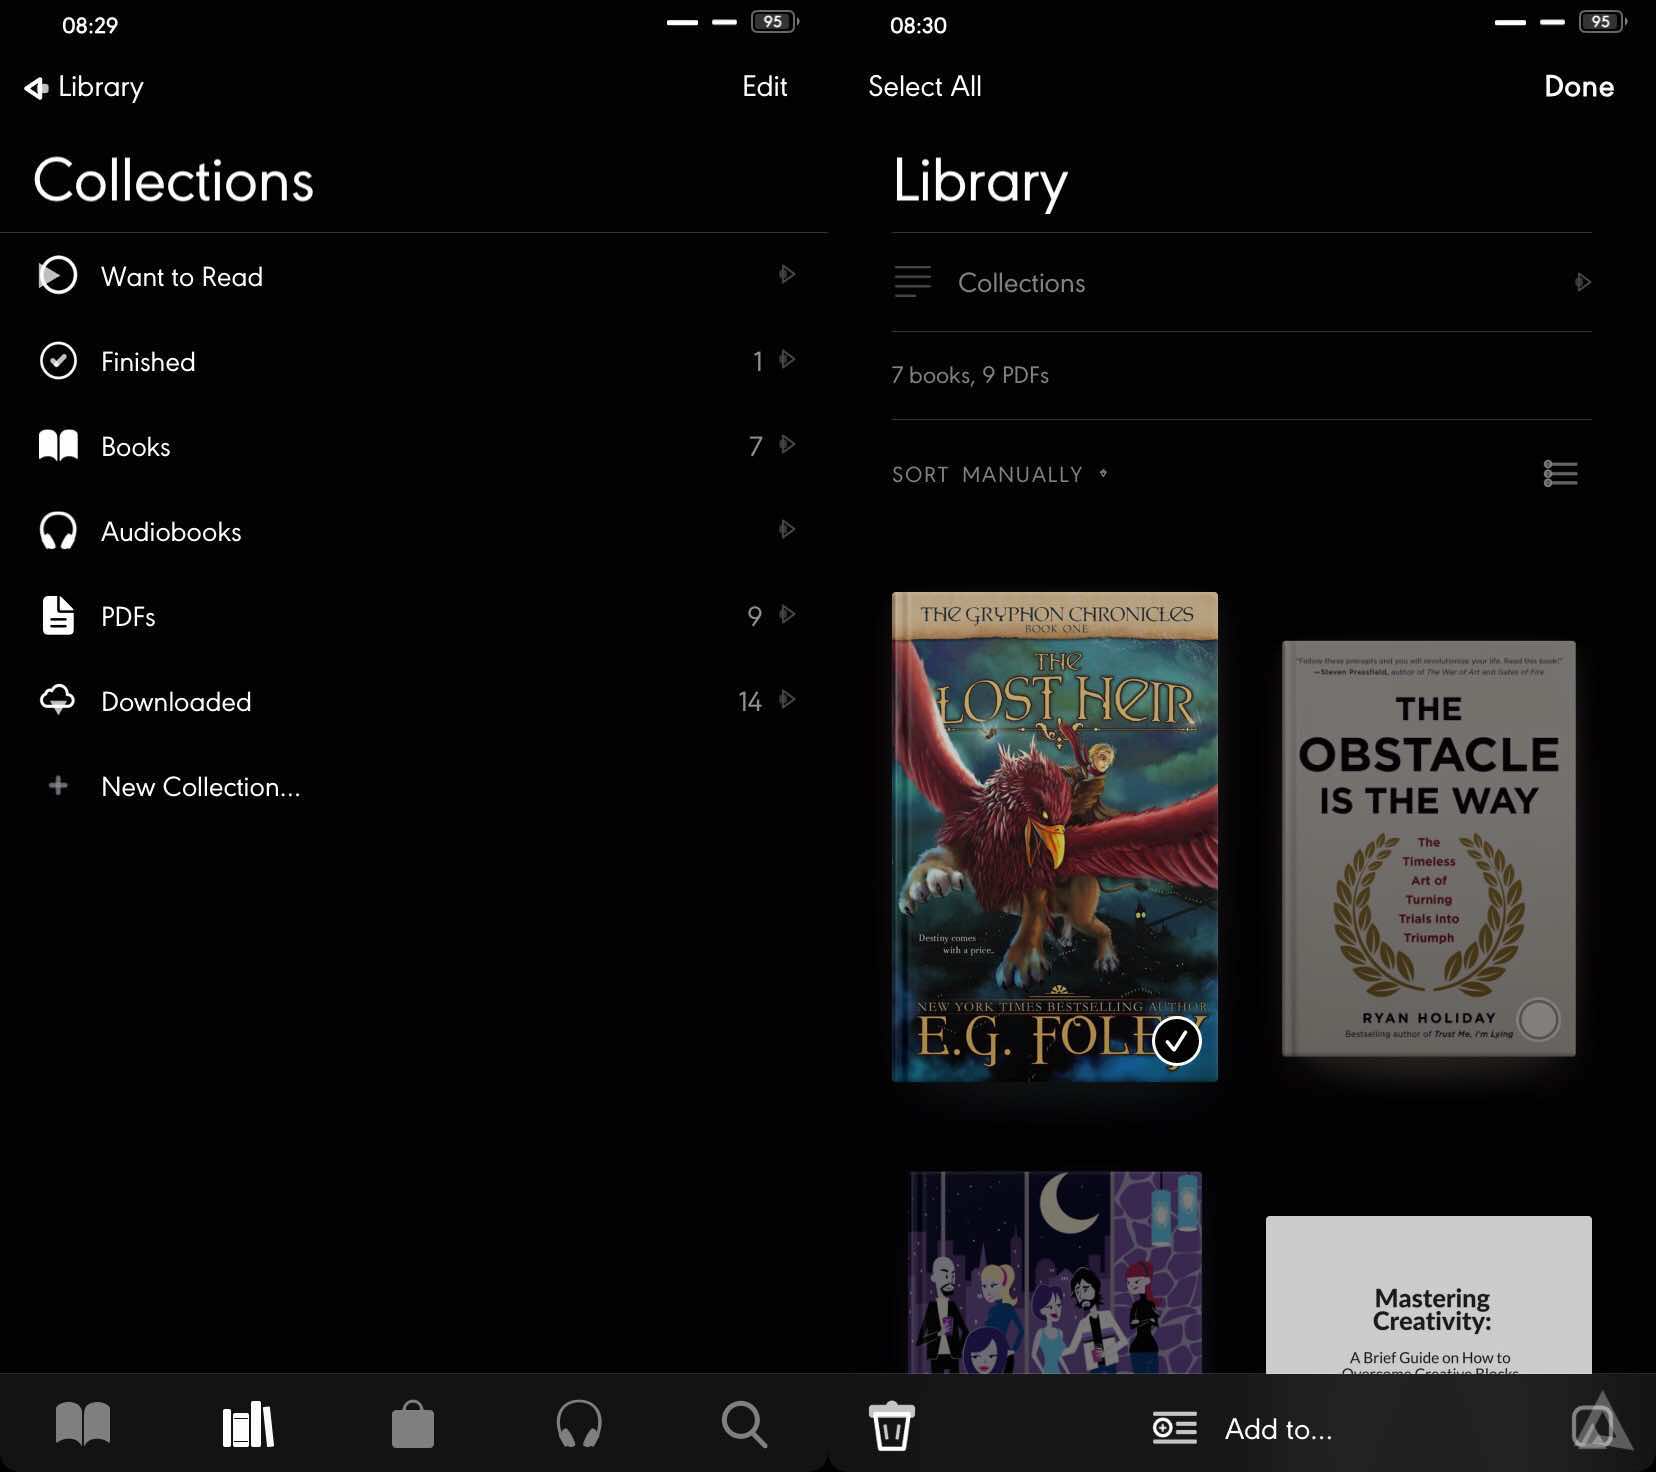 08:29
95
Library
Edit
Collections
Want to Read
Finished
1
Books
7
Audiobooks
PDFs
9
Downloaded
14
New Collection...
08:30
95
Select All
Done
Library
Collections
7 books, 9 PDFs
SORT MANUALLY
THE GRYPHON CHRONICLES
BOOK ONE
THE
LOST HEIR
Destiny comes
with a price..
NEW YORK TIMES BESTSELLING AUTHOR
E.G. FOLEY
"Follow these precepts and you will revolutionize your life. Read this book!"
—Steven Pressfield, author of The War of Art and Gates of Fire
THE
OBSTACLE
IS THE WAY
The
Timeless
Art of
Turning
Trials into
Triumph
RYAN HOLIDAY
Bestselling author of Trust Me, I'm Lying
Mastering
Creativity:
A Brief Guide on How to
Overcome Creative Blocks
Add to...